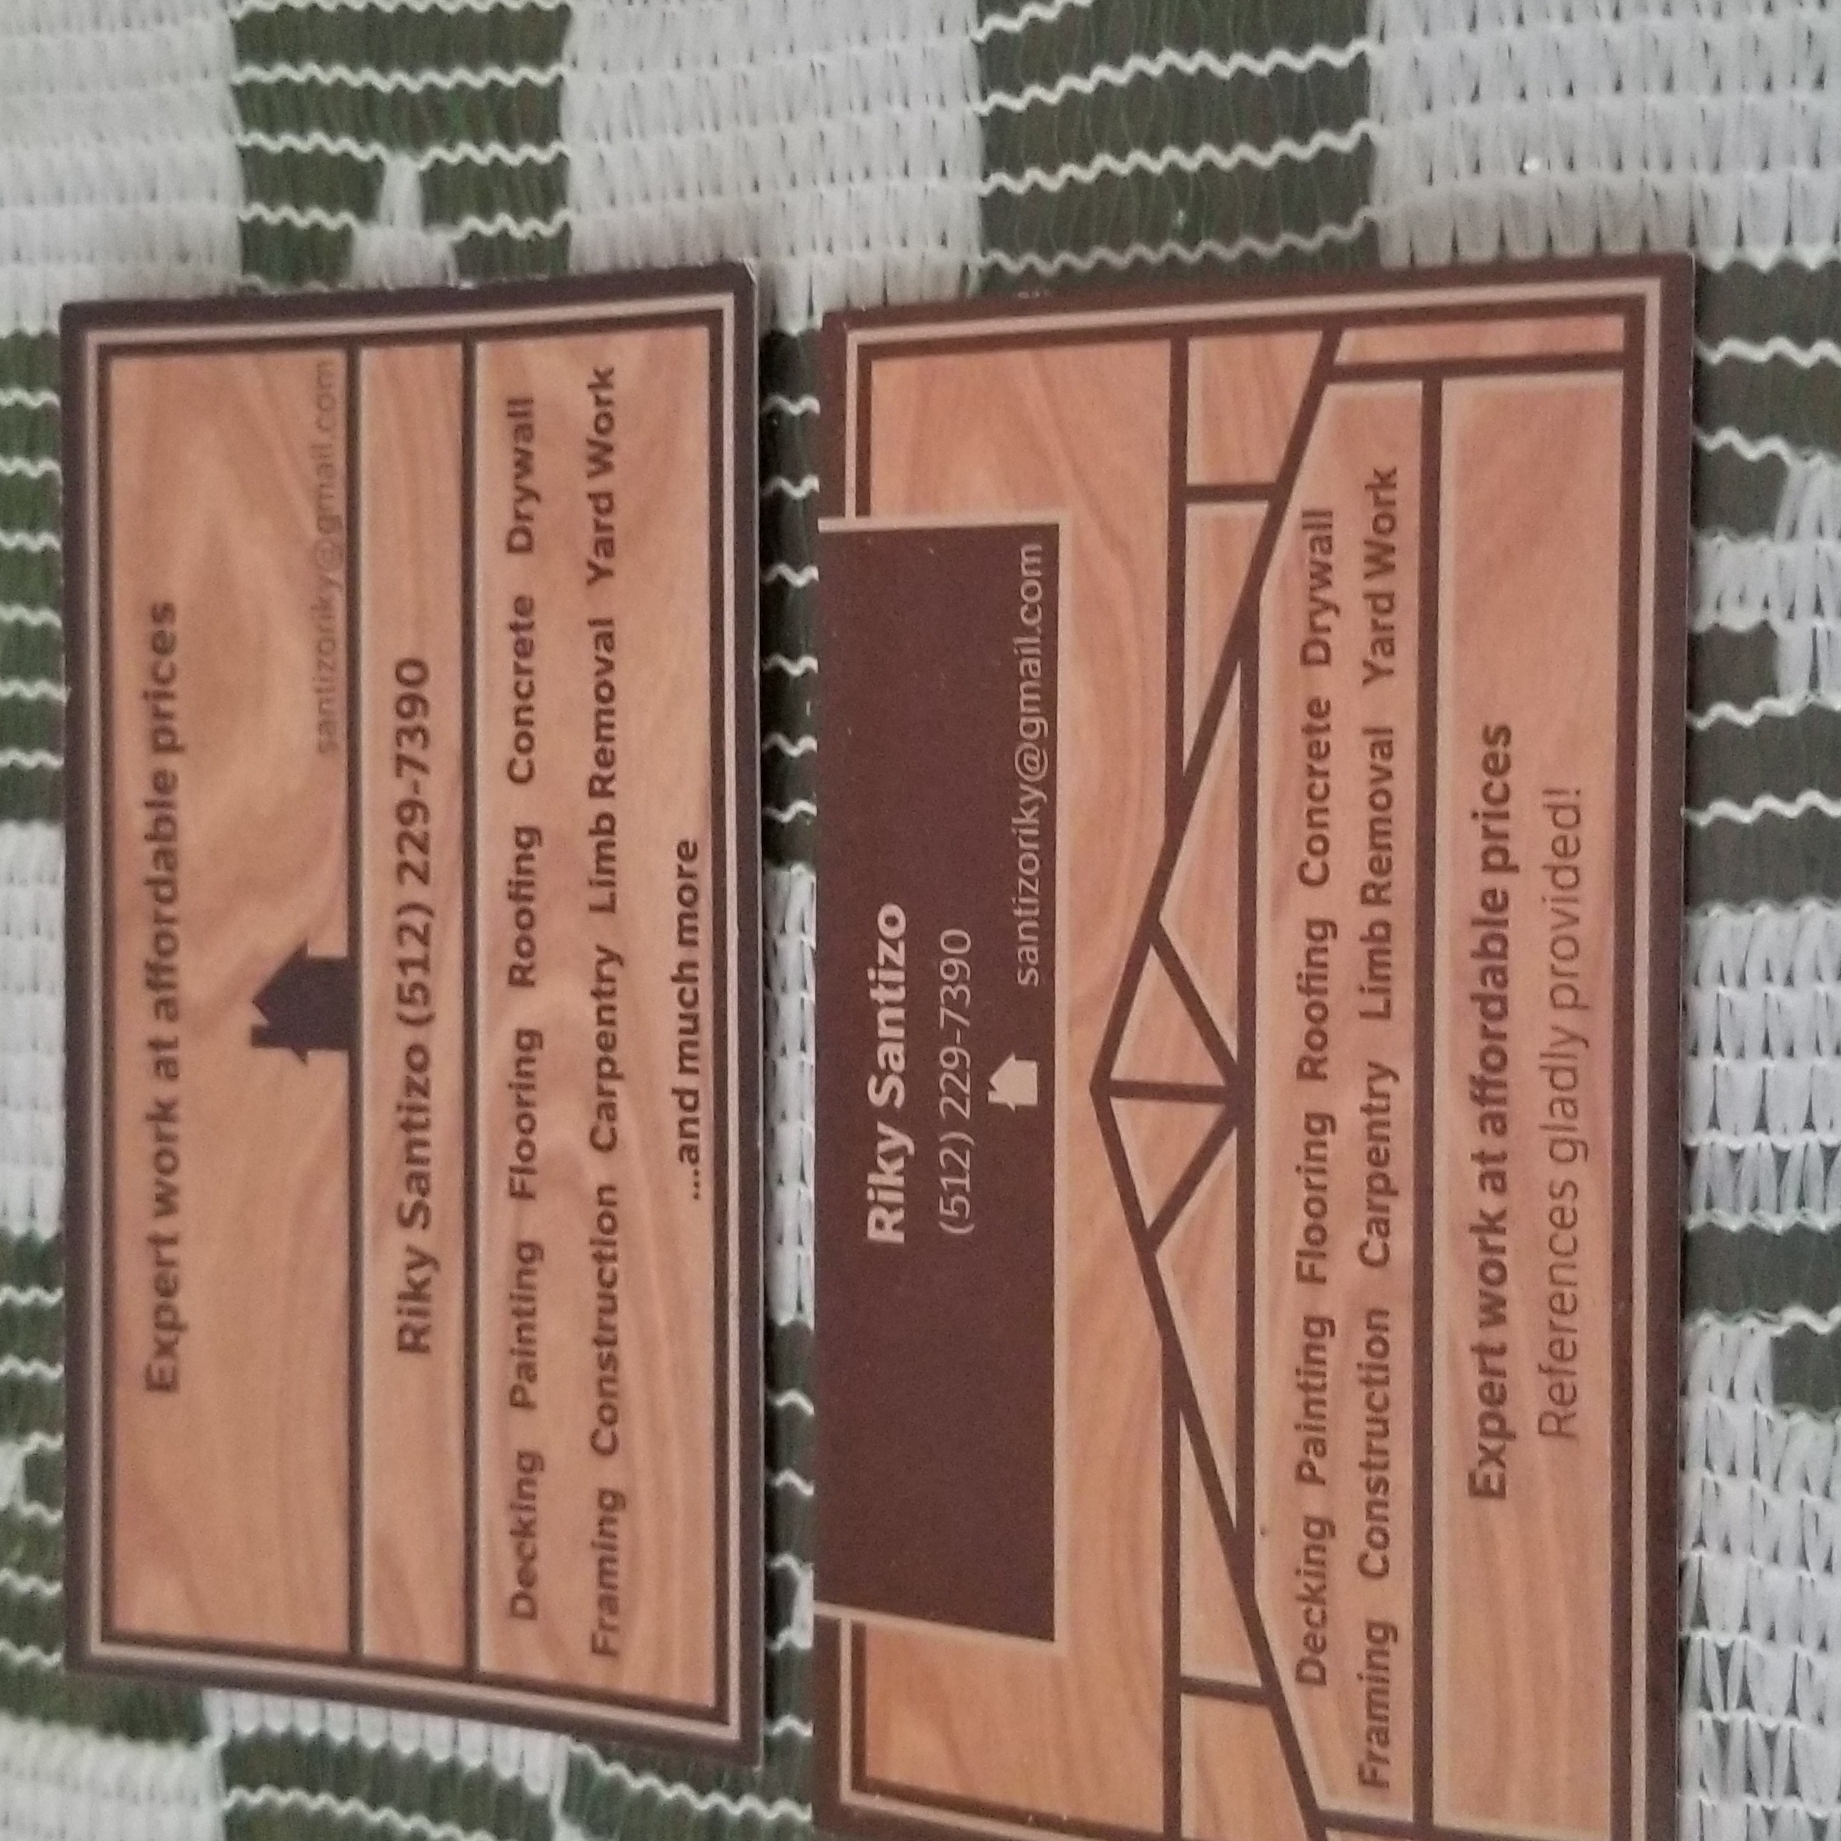 Expert work at affordable prices
santizoriky@gmail.com
Riky Santizo (512) 229-7390
Decking Painting Flooring Roofing Concrete Drywall
Framing Construction Carpentry Limb Removal Yard Work
...and much more
Riky Santizo
(512) 229-7390
santizoriky@gmail.com
Decking Painting Flooring Roofing Concrete Drywall
Framing Construction Carpentry Limb Removal Yard Work
Expert work at affordable prices
References gladly provided!